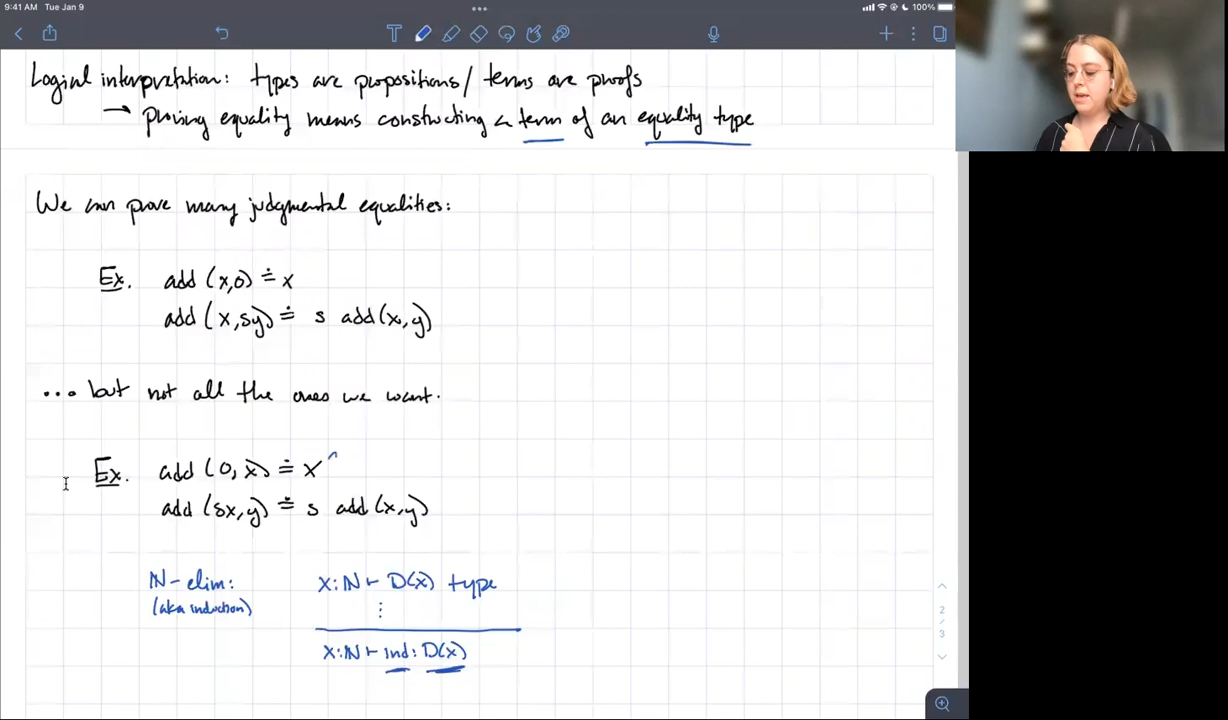 9:41 AM Tue Jan 9
100%
Logical interpretation: types are propositions/ terms are proofs
→ Proving equality means constructing a term of an equality type
We can prove many judgmental equalities:
Ex. add (x,0) ≐ x
add (x,sy) ≐ s add(x,y)
... but not all the ones we want.
Ex. add (0,x) ≐ x
add (sx,y) ≐ s add (x,y)
N-elim: x:N ⊢ D(x) type
(aka induction) ⋮
x:N ⊢ ind: D(x)
2
/
3